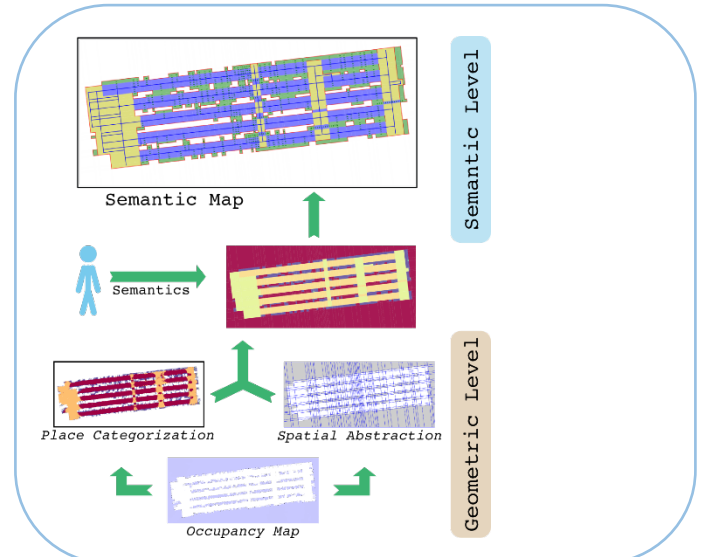 Semantic Map
Semantic Level
Semantics
Place Categorization
Spatial Abstraction
Geometric Level
Occupancy Map